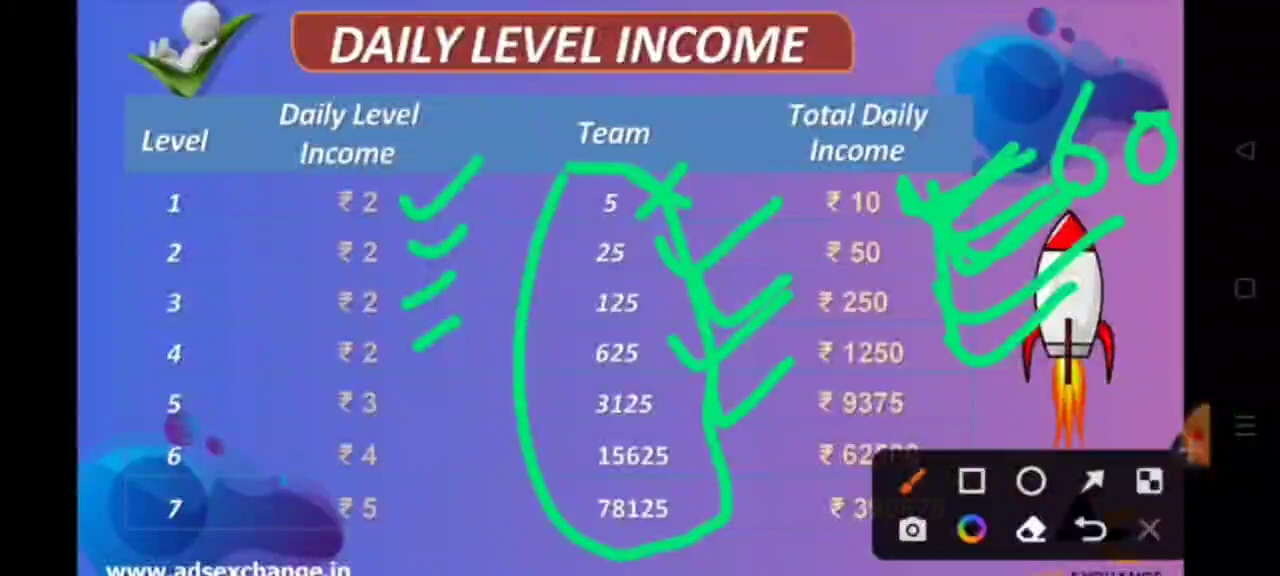 DAILY LEVEL INCOME
Level Daily Level Income Team Total Daily Income
1 ₹ 2 5 ₹ 10
2 ₹ 2 25 ₹ 50
3 ₹ 2 125 ₹ 250
4 ₹ 2 625 ₹ 1250
5 ₹ 3 3125 ₹ 9375
6 ₹ 4 15625
7 ₹ 5 78125
60
www.adsexchange.in